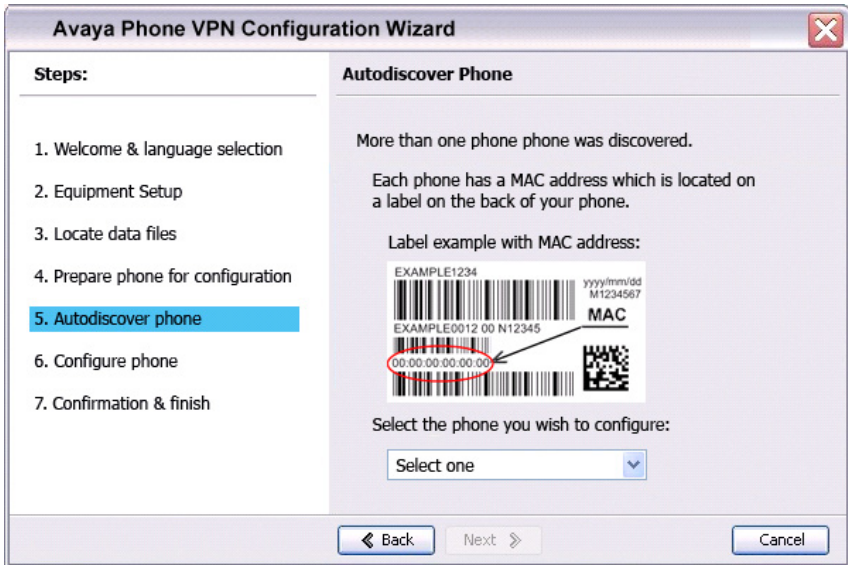 Avaya Phone VPN Configuration Wizard
Steps:
1. Welcome & language selection
2. Equipment Setup
3. Locate data files
4. Prepare phone for configuration
5. Autodiscover phone
6. Configure phone
7. Confirmation & finish
Autodiscover Phone
More than one phone phone was discovered.
Each phone has a MAC address which is located on
a label on the back of your phone.
Label example with MAC address:
EXAMPLE1234
yyyy/mm/dd
M1234567
MAC
EXAMPLE0012 00 N12345
00:00:00:00:00:00
Select the phone you wish to configure:
Select one
Back
Next
Cancel